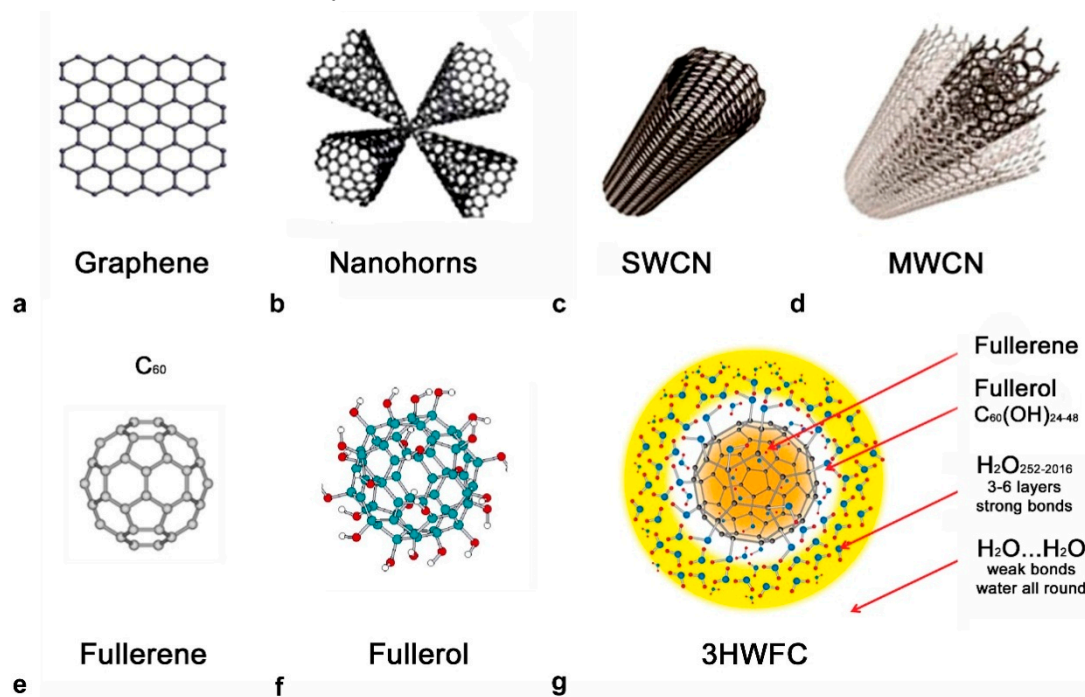 Graphene
Nanohorns
SWCN
MWCN
a
b
c
d
C₆₀
Fullerene
Fullerol
C₆₀(OH)₂₄₋₄₈
H₂O₂₅₂₋₂₀₁₆
3-6 layers
strong bonds
H₂O...H₂O
weak bonds
water all round
Fullerene
Fullerol
3HWFC
e
f
g